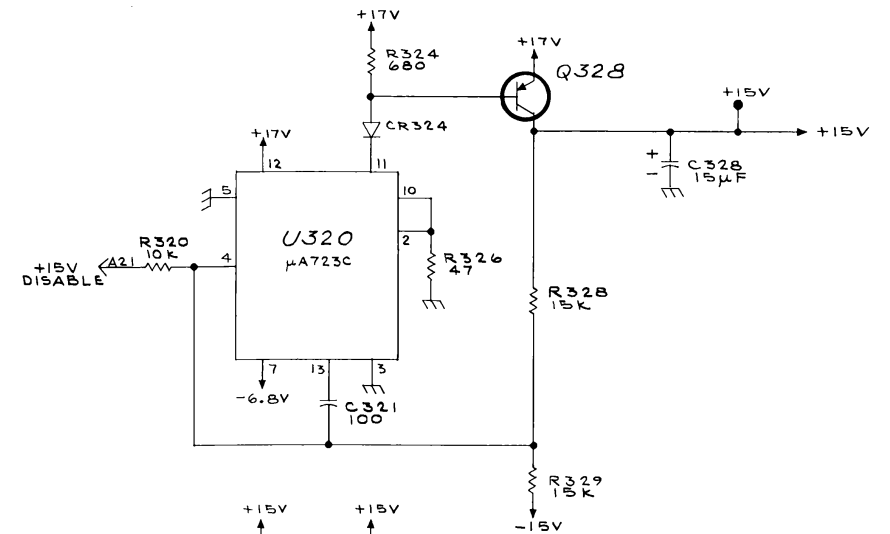 +17V
R324
680
+17V
Q328
+15V
+15V
CR324
+17V
12
11
C328
15µF
+
-
5
10
U320
µA723C
2
R320
10K
A21
4
+15V
DISABLE
R326
47
R328
15K
7
13
3
-6.8V
C321
100
R329
15K
-15V
+15V
+15V